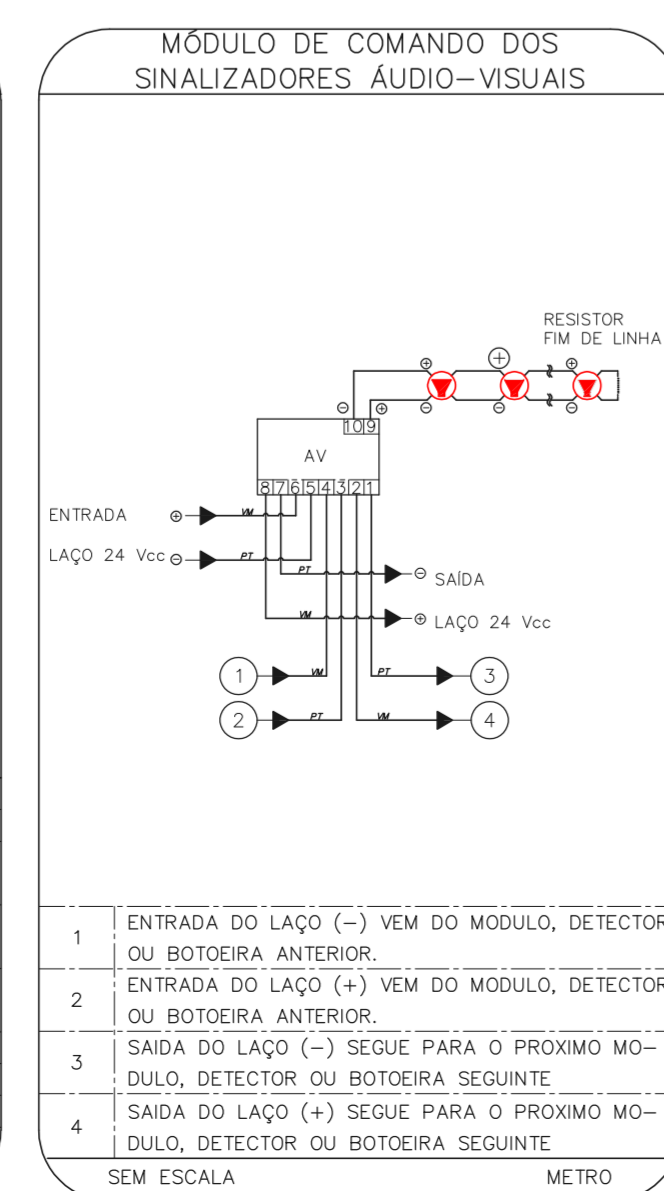 MÓDULO DE COMANDO DOS
SINALIZADORES ÁUDIO-VISUAIS
RESISTOR
FIM DE LINHA
⊕ ⊕ ⊕
⊖ ⊖ ⊖
⊖ ⊕
10 9
AV
8 7 6 5 4 3 2 1
ENTRADA ⊕ VM
LAÇO 24 Vcc ⊖ PT
PT ⊖ SAÍDA
VM ⊕ LAÇO 24 Vcc
1 VM PT 3
2 PT VM 4
1 ENTRADA DO LAÇO (-) VEM DO MODULO, DETECTOR
OU BOTOEIRA ANTERIOR.
2 ENTRADA DO LAÇO (+) VEM DO MODULO, DETECTOR
OU BOTOEIRA ANTERIOR.
3 SAIDA DO LAÇO (-) SEGUE PARA O PROXIMO MO-
DULO, DETECTOR OU BOTOEIRA SEGUINTE
4 SAIDA DO LAÇO (+) SEGUE PARA O PROXIMO MO-
DULO, DETECTOR OU BOTOEIRA SEGUINTE
SEM ESCALA METRO